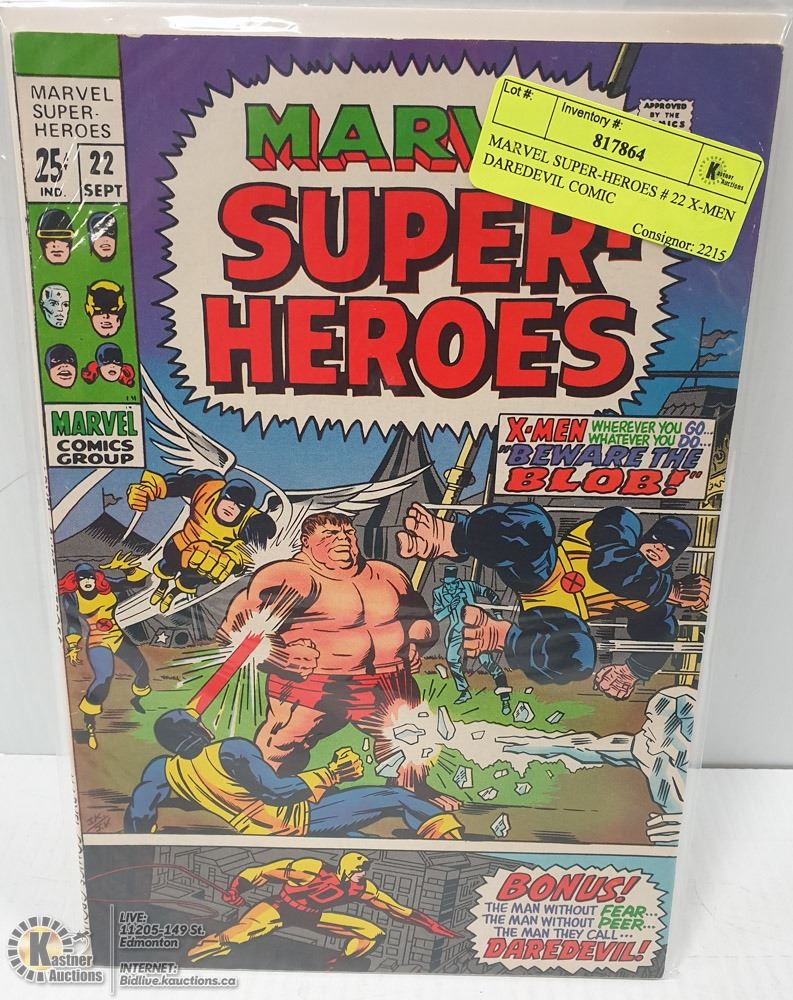 MARVEL
SUPER-
HEROES
25¢ 22
IND. SEPT
MARVEL
COMICS
GROUP
SUPER-
HEROES
APPROVED
BY THE
Lot#:
Inventory #:
817864
Kastner
Auctions
MARVEL SUPER-HEROES # 22 X-MEN
DAREDEVIL COMIC
Consignor: 2215
X-MEN WHEREVER YOU GO...
WHATEVER YOU DO...
"BEWARE THE
BLOB!"
BONUS!
THE MAN WITHOUT FEAR...
THE MAN WITHOUT PEER...
THE MAN THEY CALL...
DAREDEVIL!
LIVE:
11205-149 St.
Edmonton
INTERNET:
Bidlive.kauctions.ca
Kastner
Auctions